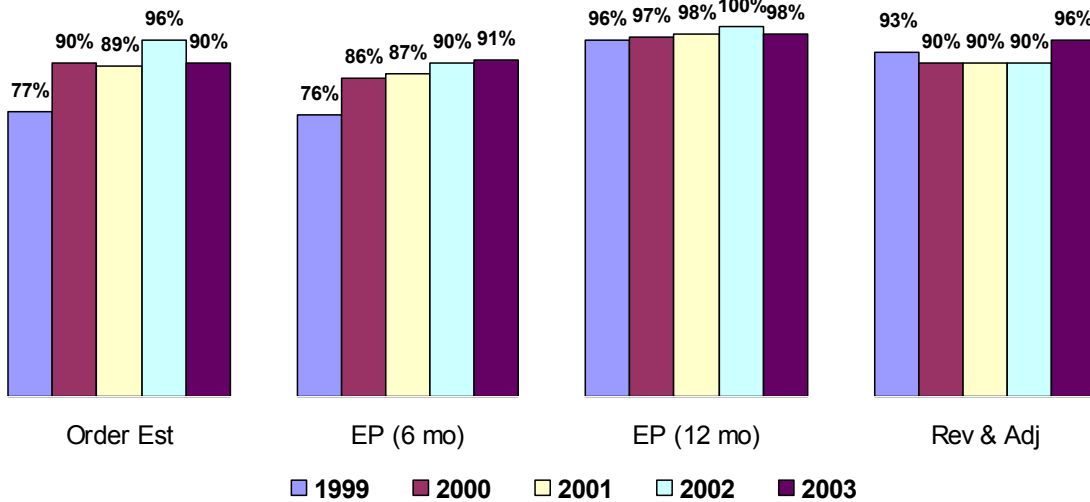 77% 90% 89% 96% 90%
76% 86% 87% 90% 91%
96% 97% 98% 100% 98%
93% 90% 90% 90% 96%
Order Est
EP (6 mo)
EP (12 mo)
Rev & Adj
1999 2000 2001 2002 2003